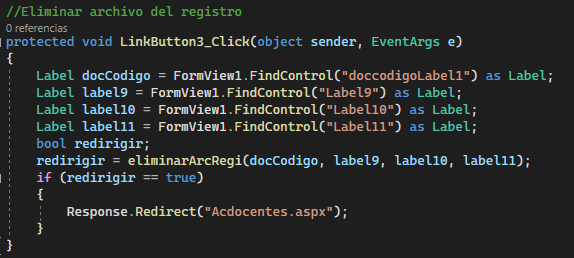 //Eliminar archivo del registro
0 referencias
protected void LinkButton3_Click(object sender, EventArgs e)
{
Label docCodigo = FormView1.FindControl("doccodigoLabel1") as Label;
Label label9 = FormView1.FindControl("Label9") as Label;
Label label10 = FormView1.FindControl("Label10") as Label;
Label label11 = FormView1.FindControl("Label11") as Label;
bool redirigir;
redirigir = eliminarArcRegi(docCodigo, label9, label10, label11);
if (redirigir == true)
{
Response.Redirect("Acdocentes.aspx");
}
}